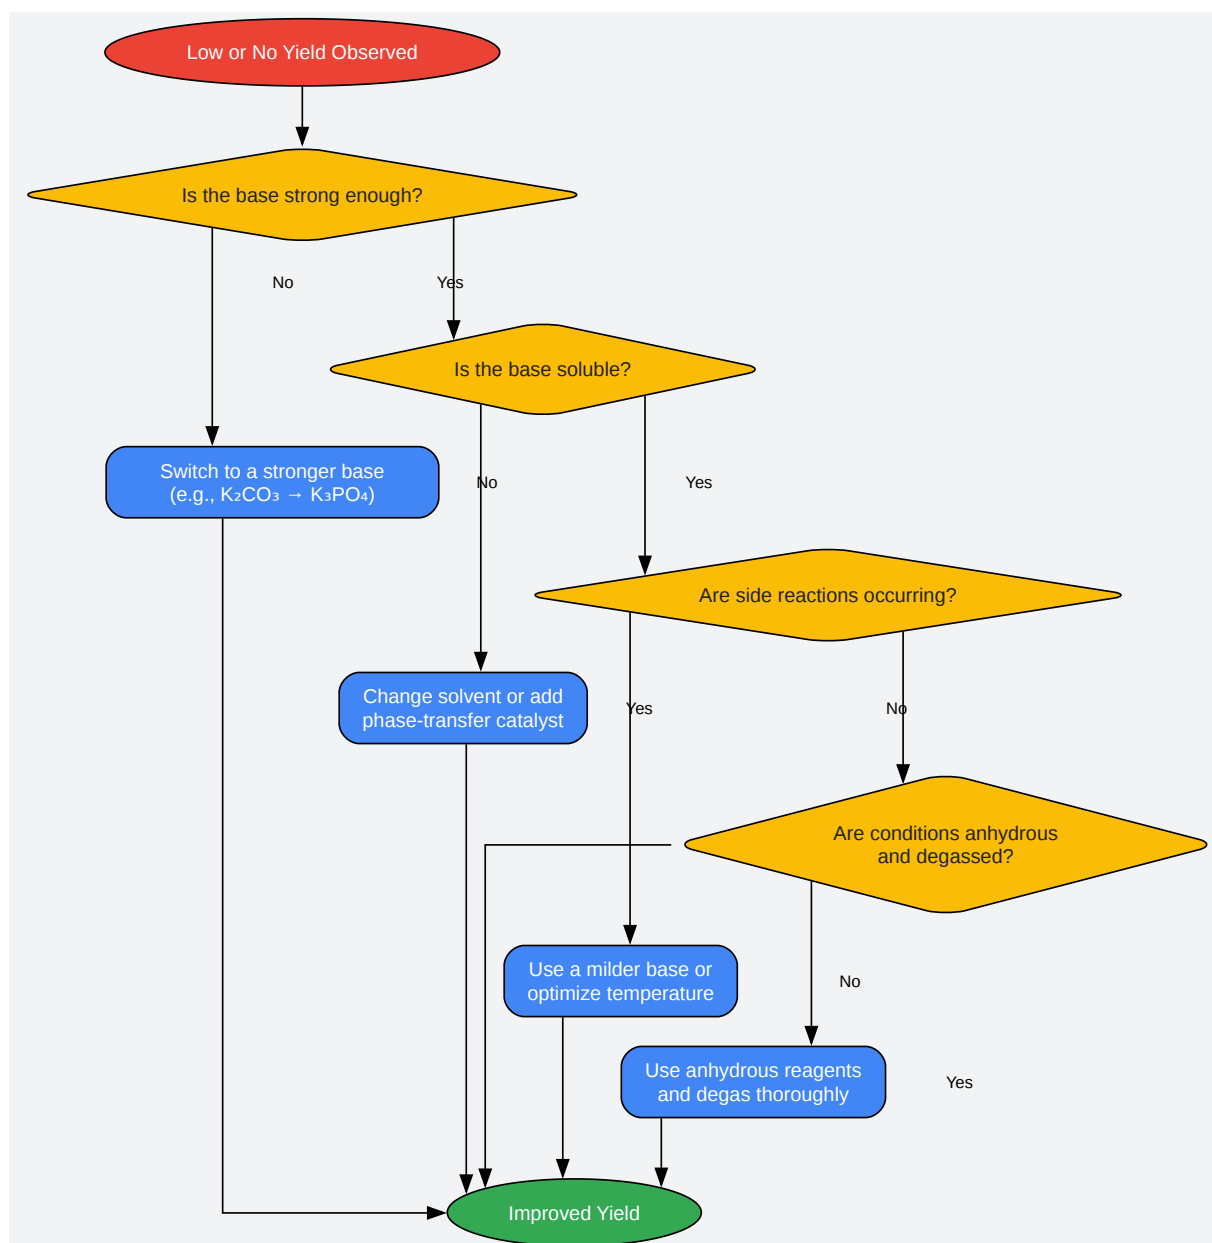 Low or No Yield Observed
Is the base strong enough?
No
Yes
Is the base soluble?
Switch to a stronger base
(e.g., K₂CO₃ → K₃PO₄)
No
Yes
Are side reactions occurring?
Change solvent or add
phase-transfer catalyst
Yes
No
Are conditions anhydrous
and degassed?
Use a milder base or
optimize temperature
No
Use anhydrous reagents
and degas thoroughly
Yes
Improved Yield